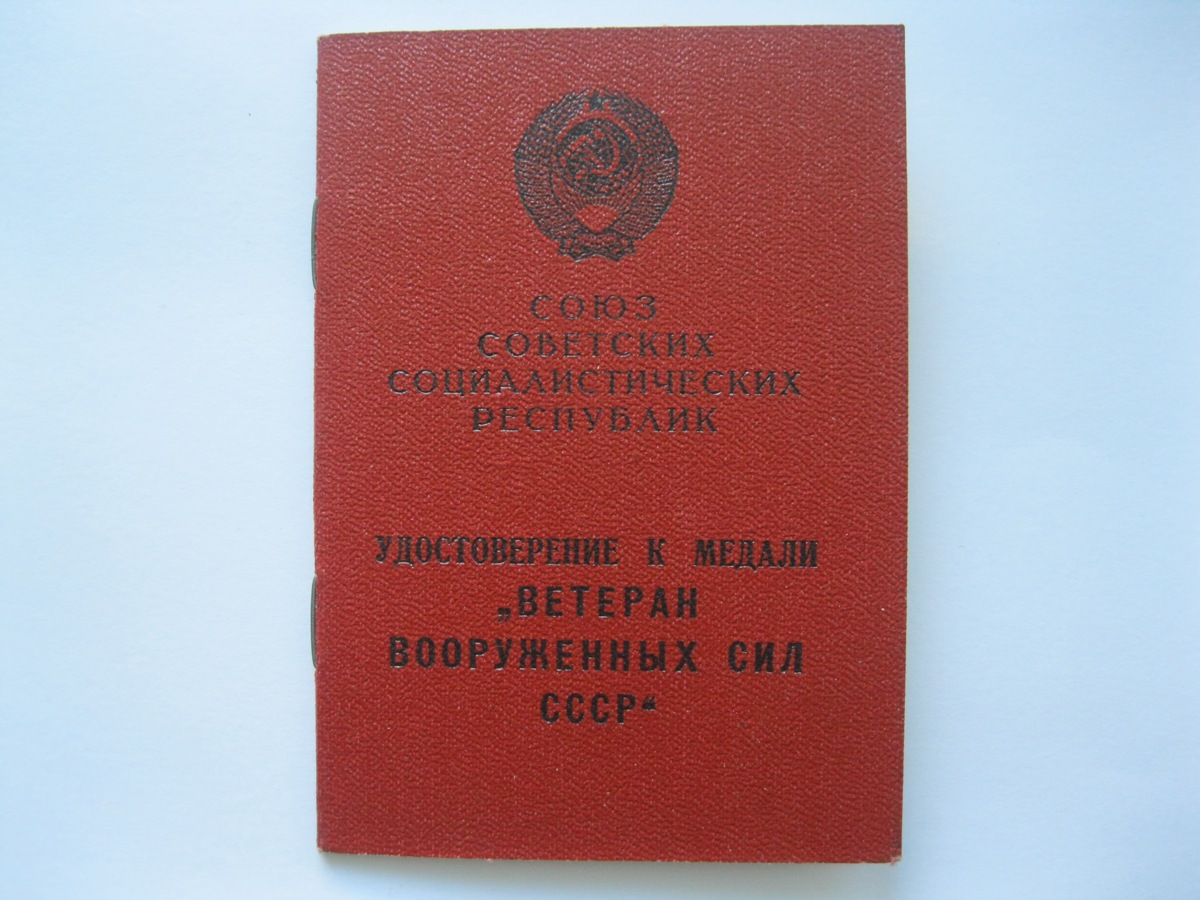 СОЮЗ
СОВЕТСКИХ
СОЦИАЛИСТИЧЕСКИХ
РЕСПУБЛИК
УДОСТОВЕРЕНИЕ К МЕДАЛИ
„ВЕТЕРАН
ВООРУЖЕННЫХ СИЛ
СССР“